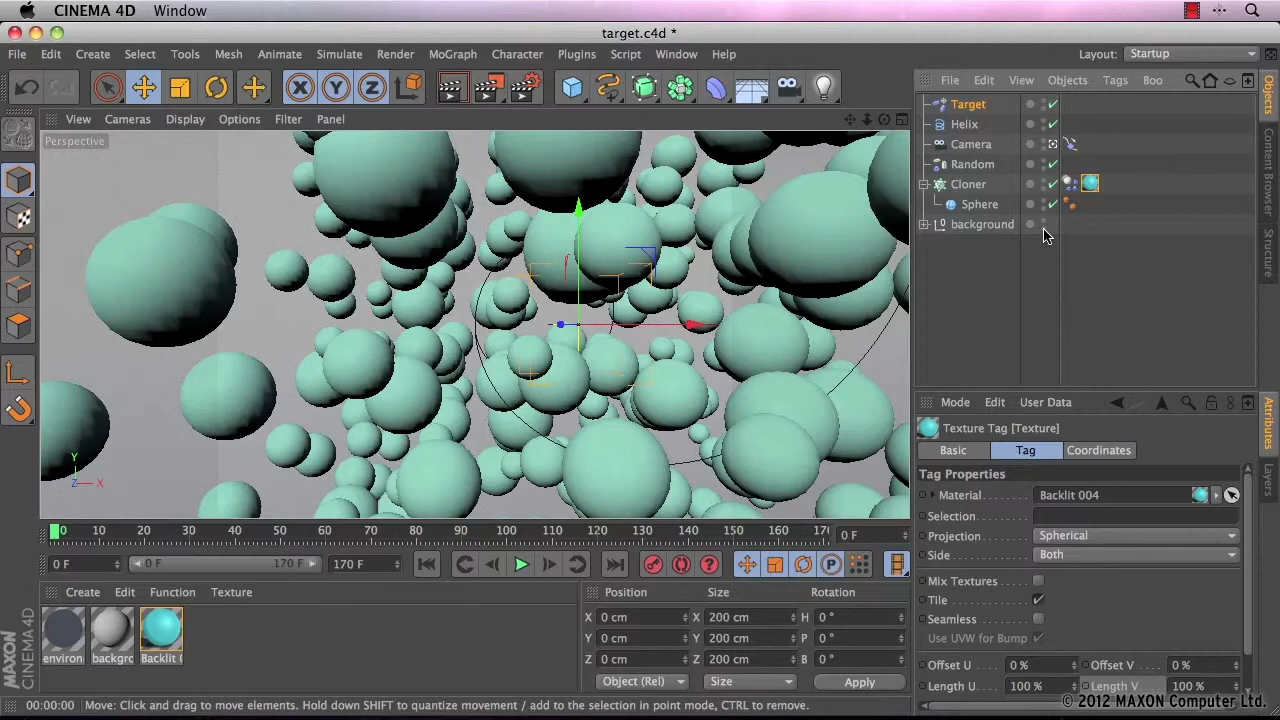 CINEMA 4D Window
target.c4d *
File Edit Create Select Tools Mesh Animate Simulate Render MoGraph Character Plugins Script Window Help Layout: Startup
X Y Z
File Edit View Objects Tags Boo
View Cameras Display Options Filter Panel
Perspective
Target
Helix
Camera
Random
Cloner
Sphere
background
Objects
Content Browser
Structure
Y
Z X
Mode Edit User Data
Texture Tag [Texture]
Basic Tag Coordinates
Tag Properties
Material Backlit 004
Selection
Projection Spherical
Side Both
Mix Textures
Tile
Seamless
Use UVW for Bump
Offset U 0 % Offset V 0 %
Length U 100 % Length V 100 %
Attributes
Layers
0 10 20 30 40 50 60 70 80 90 100 110 120 130 140 150 160 17 0 F
0 F 0 F 170 F 170 F
P
Create Edit Function Texture
environ backgro Backlit (
Position Size Rotation
X 0 cm X 200 cm H 0 °
Y 0 cm Y 200 cm P 0 °
Z 0 cm Z 200 cm B 0 °
Object (Rel) Size Apply
MAXON
CINEMA 4D
00:00:00 Move: Click and drag to move elements. Hold down SHIFT to quantize movement / add to the selection in point mode, CTRL to remove.
© 2012 MAXON Computer Ltd.